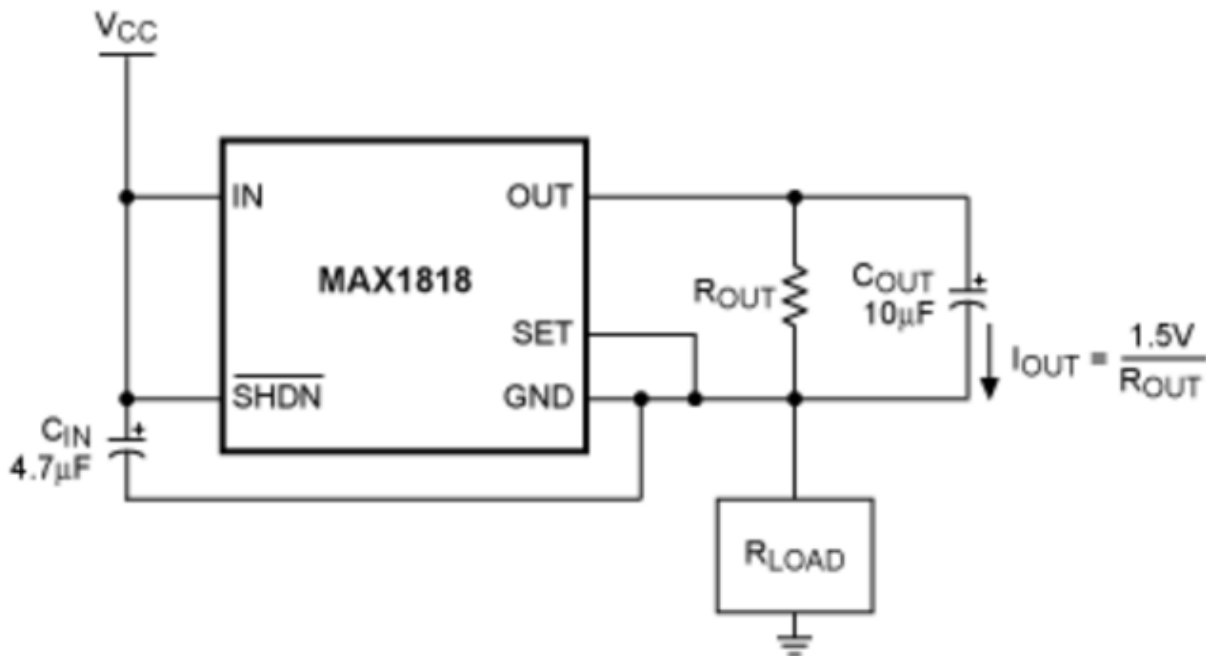 VCC
IN
OUT
MAX1818
ROUT
COUT
10µF
+
SET
IOUT = 1.5V / ROUT
SHDN
GND
CIN
4.7µF
+
RLOAD